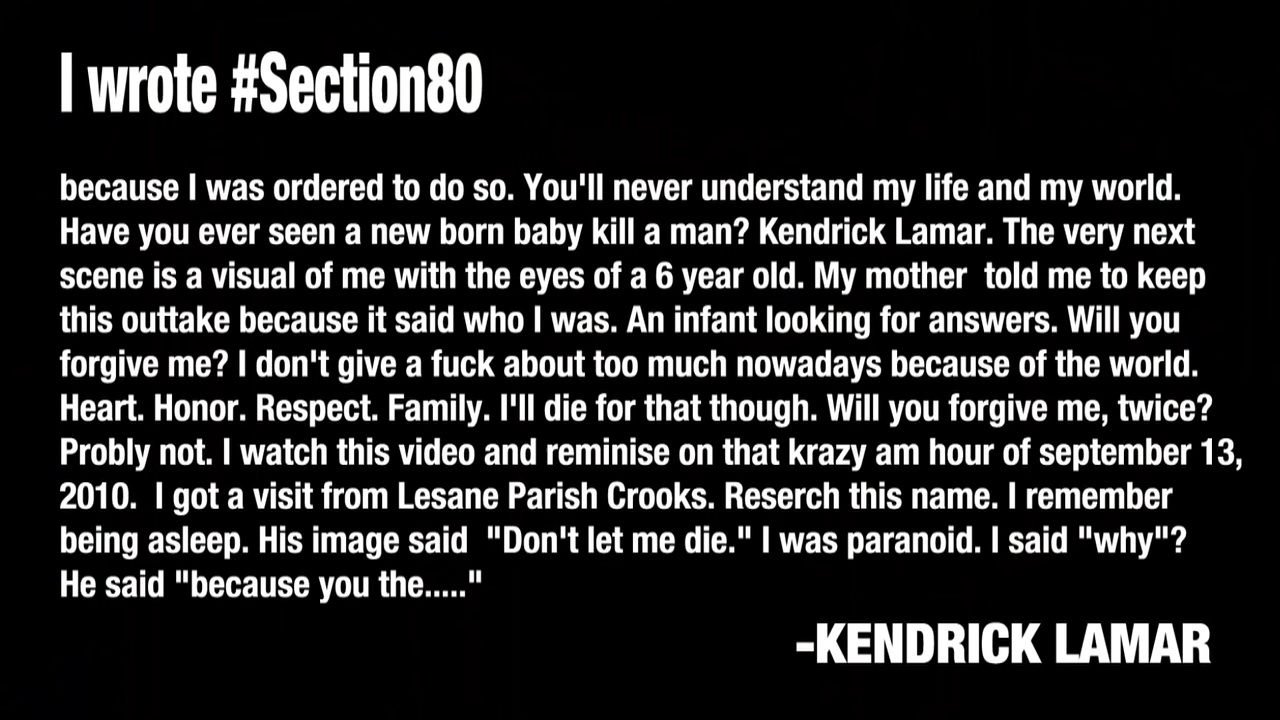 I wrote #Section80
because I was ordered to do so. You'll never understand my life and my world.
Have you ever seen a new born baby kill a man? Kendrick Lamar. The very next
scene is a visual of me with the eyes of a 6 year old. My mother  told me to keep
this outtake because it said who I was. An infant looking for answers. Will you
forgive me? I don't give a fuck about too much nowadays because of the world.
Heart. Honor. Respect. Family. I'll die for that though. Will you forgive me, twice?
Probly not. I watch this video and reminise on that krazy am hour of september 13,
2010.  I got a visit from Lesane Parish Crooks. Reserch this name. I remember
being asleep. His image said  "Don't let me die." I was paranoid. I said "why"?
He said "because you the....."
-KENDRICK LAMAR